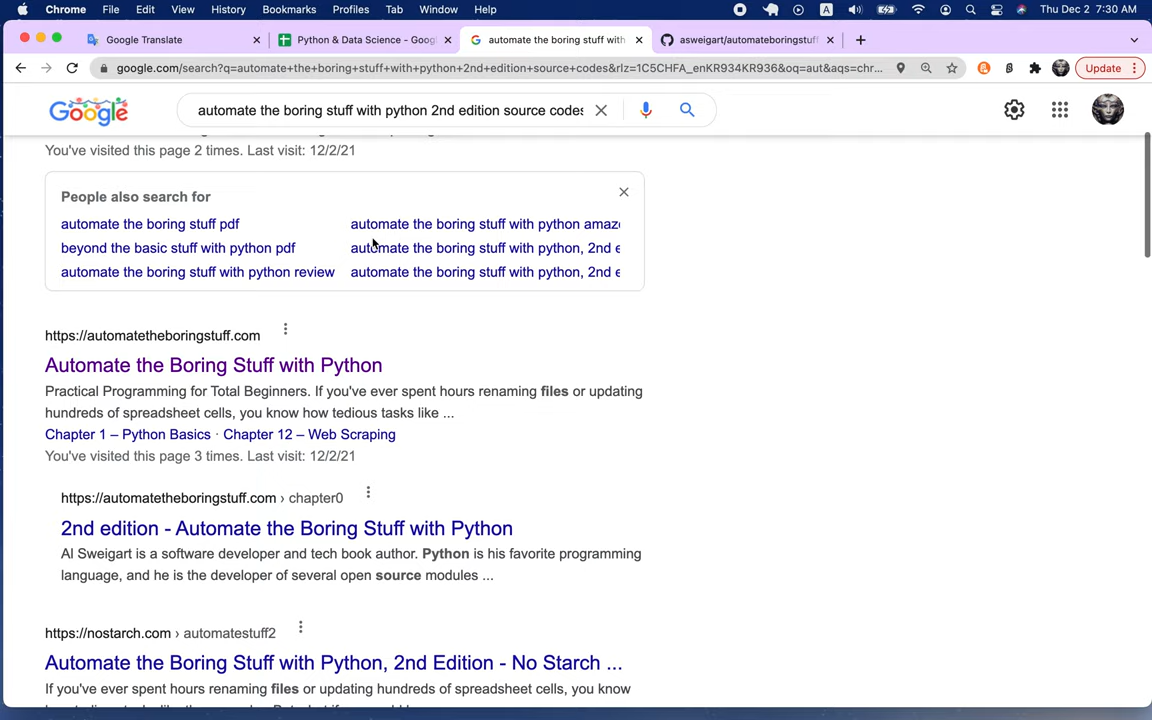 Chrome File Edit View History Bookmarks Profiles Tab Window Help A Thu Dec 2 7:30 AM
Google Translate Python & Data Science - Goog automate the boring stuff with asweigart/automateboringstuff
google.com/search?q=automate+the+boring+stuff+with+python+2nd+edition+source+codes&rlz=1C5CHFA_enKR934KR936&oq=aut&aqs=chr... Update
Google automate the boring stuff with python 2nd edition source codes
You've visited this page 2 times. Last visit: 12/2/21
People also search for
automate the boring stuff pdf automate the boring stuff with python amaz
beyond the basic stuff with python pdf automate the boring stuff with python, 2nd e
automate the boring stuff with python review automate the boring stuff with python, 2nd e
https://automatetheboringstuff.com
Automate the Boring Stuff with Python
Practical Programming for Total Beginners. If you've ever spent hours renaming files or updating
hundreds of spreadsheet cells, you know how tedious tasks like ...
Chapter 1 – Python Basics · Chapter 12 – Web Scraping
You've visited this page 3 times. Last visit: 12/2/21
https://automatetheboringstuff.com › chapter0
2nd edition - Automate the Boring Stuff with Python
Al Sweigart is a software developer and tech book author. Python is his favorite programming
language, and he is the developer of several open source modules ...
https://nostarch.com › automatestuff2
Automate the Boring Stuff with Python, 2nd Edition - No Starch ...
If you've ever spent hours renaming files or updating hundreds of spreadsheet cells, you know